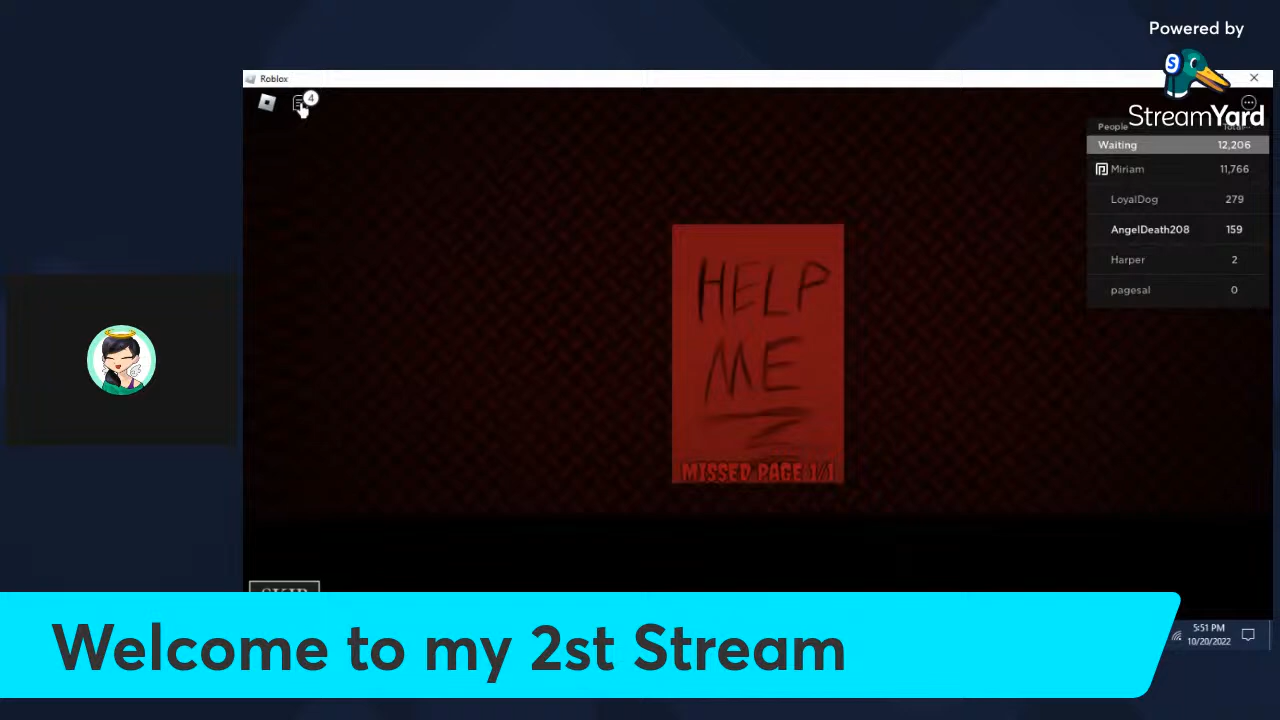 Powered by
StreamYard
Roblox
4
People
Waiting 12,206
Miriam 11,766
LoyalDog 279
AngelDeath208 159
Harper 2
pagesal 0
HELP
ME
MISSED PAGE 1/1
5:51 PM
10/20/2022
Welcome to my 2st Stream